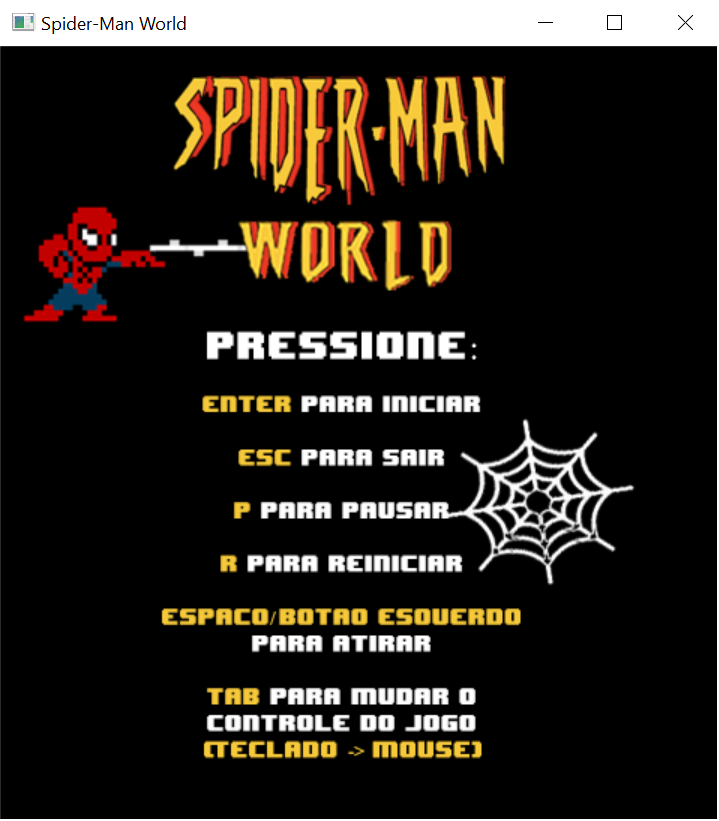 Spider-Man World
SPIDER-MAN
WORLD
PRESSIONE:
ENTER PARA INICIAR
ESC PARA SAIR
P PARA PAUSAR
R PARA REINICIAR
ESPACO/BOTAO ESQUERDO
PARA ATIRAR
TAB PARA MUDAR O
CONTROLE DO JOGO
(TECLADO -> MOUSE)